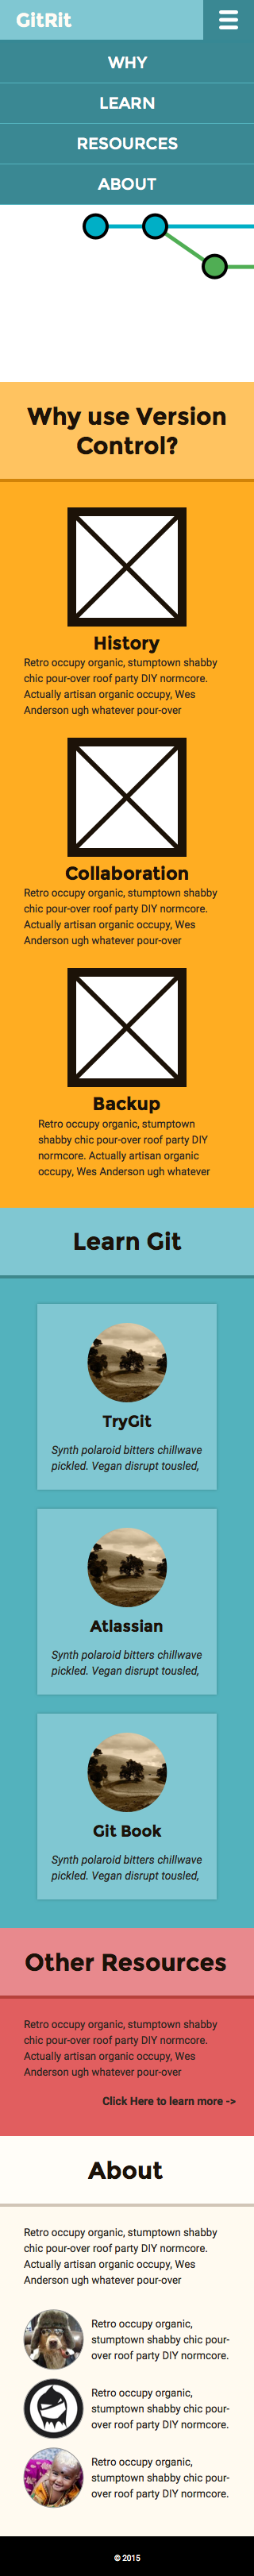 GitRit
WHY
LEARN
RESOURCES
ABOUT
Why use Version
Control?
History
Retro occupy organic, stumptown shabby
chic pour-over roof party DIY normcore.
Actually artisan organic occupy, Wes
Anderson ugh whatever pour-over
Collaboration
Retro occupy organic, stumptown shabby
chic pour-over roof party DIY normcore.
Actually artisan organic occupy, Wes
Anderson ugh whatever pour-over
Backup
Retro occupy organic, stumptown
shabby chic pour-over roof party DIY
normcore. Actually artisan organic
occupy, Wes Anderson ugh whatever
Learn Git
TryGit
Synth polaroid bitters chillwave
pickled. Vegan disrupt tousled,
Atlassian
Synth polaroid bitters chillwave
pickled. Vegan disrupt tousled,
Git Book
Synth polaroid bitters chillwave
pickled. Vegan disrupt tousled,
Other Resources
Retro occupy organic, stumptown shabby
chic pour-over roof party DIY normcore.
Actually artisan organic occupy, Wes
Anderson ugh whatever pour-over
Click Here to learn more ->
About
Retro occupy organic, stumptown shabby
chic pour-over roof party DIY normcore.
Actually artisan organic occupy, Wes
Anderson ugh whatever pour-over
Retro occupy organic,
stumptown shabby chic pour-
over roof party DIY normcore.
Retro occupy organic,
stumptown shabby chic pour-
over roof party DIY normcore.
Retro occupy organic,
stumptown shabby chic pour-
over roof party DIY normcore.
© 2015